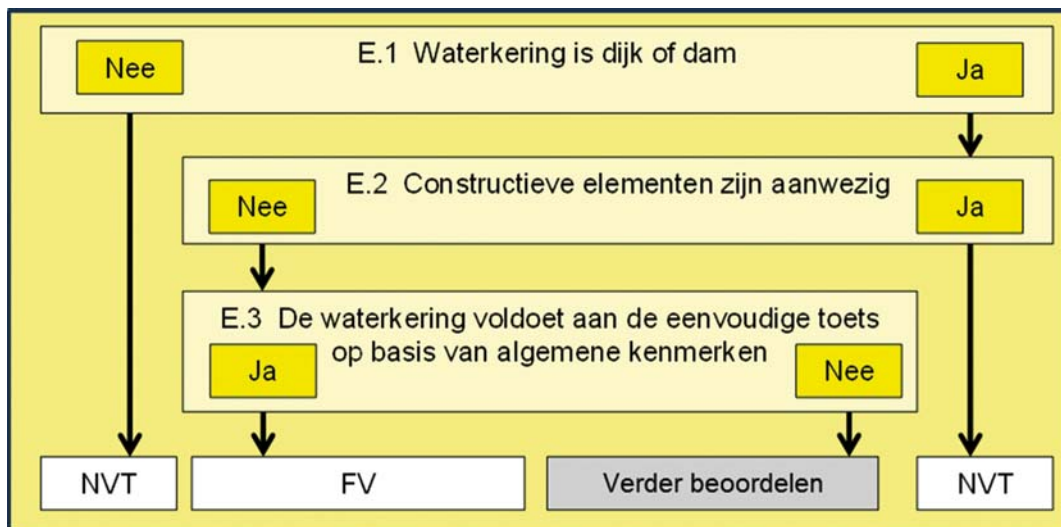 E.1 Waterkering is dijk of dam
Nee
Ja
E.2 Constructieve elementen zijn aanwezig
Nee
Ja
E.3 De waterkering voldoet aan de eenvoudige toets
op basis van algemene kenmerken
Ja
Nee
NVT
FV
Verder beoordelen
NVT